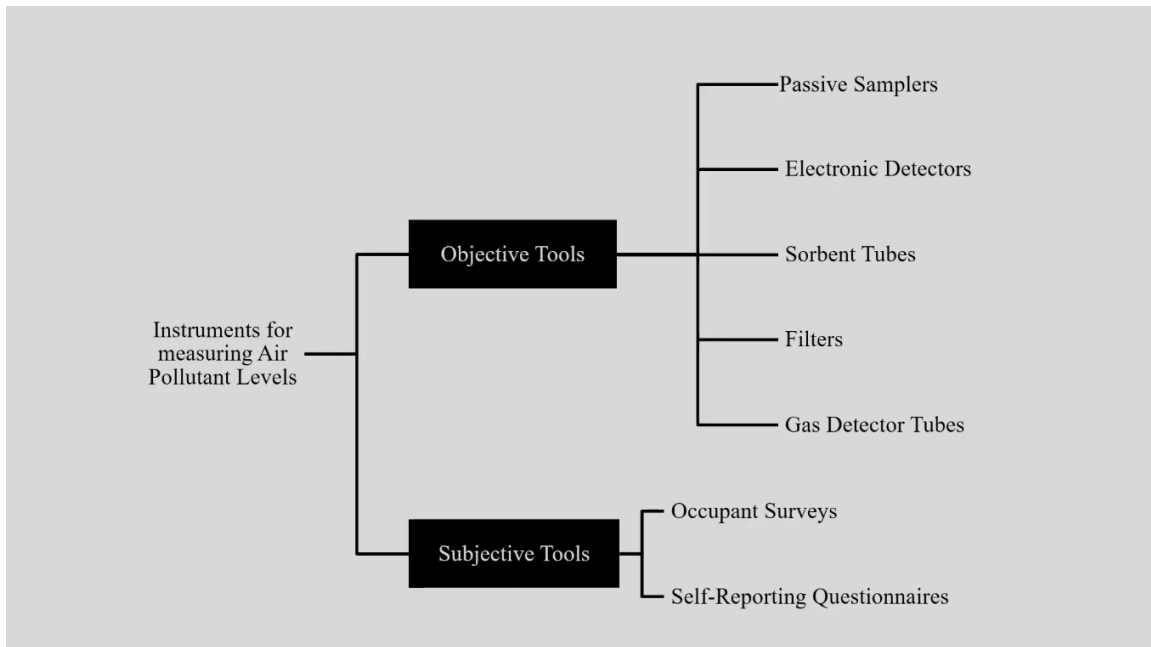 Instruments for
measuring Air
Pollutant Levels
Objective Tools
Passive Samplers
Electronic Detectors
Sorbent Tubes
Filters
Gas Detector Tubes
Subjective Tools
Occupant Surveys
Self-Reporting Questionnaires